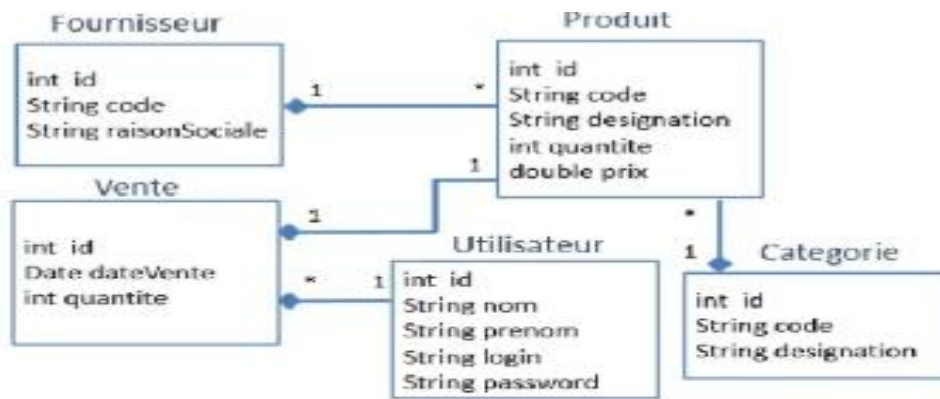 Fournisseur
int id
String code
String raisonSociale
1
*
Produit
int id
String code
String designation
int quantite
double prix
1
*
Vente
int id
Date dateVente
int quantite
1
*
Utilisateur
1
int id
String nom
String prenom
String login
String password
1
Categorie
int id
String code
String designation